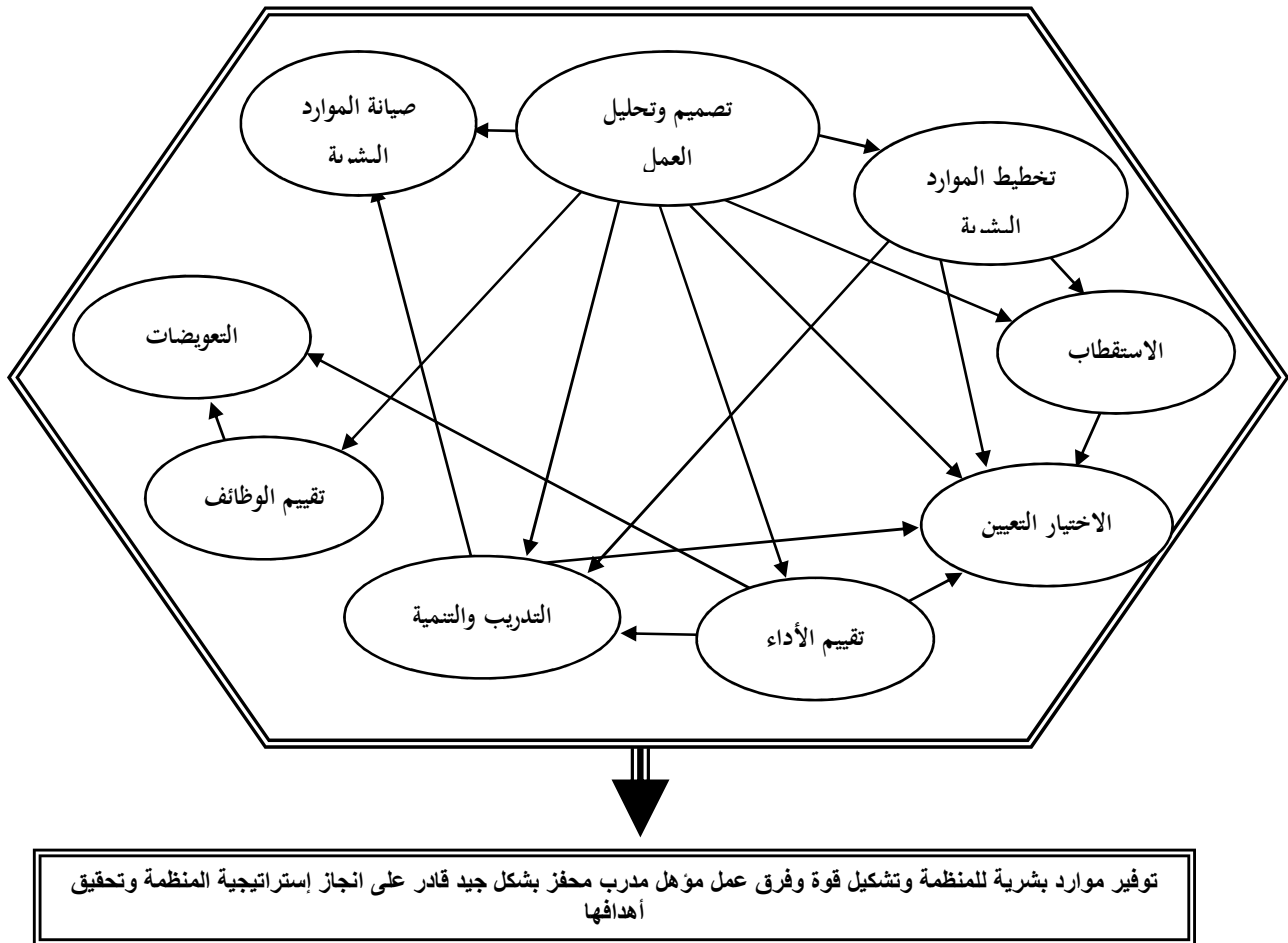 تصميم وتحليل
العمل
صيانة الموارد
البشرية
تخطيط الموارد
البشرية
الاستقطاب
التعويضات
تقييم الوظائف
الاختيار التعيين
التدريب والتنمية
تقييم الأداء
توفير موارد بشرية للمنظمة وتشكيل قوة وفرق عمل مؤهل مدرب محفز بشكل جيد قادر على انجاز إستراتيجية المنظمة وتحقيق
أهدافها